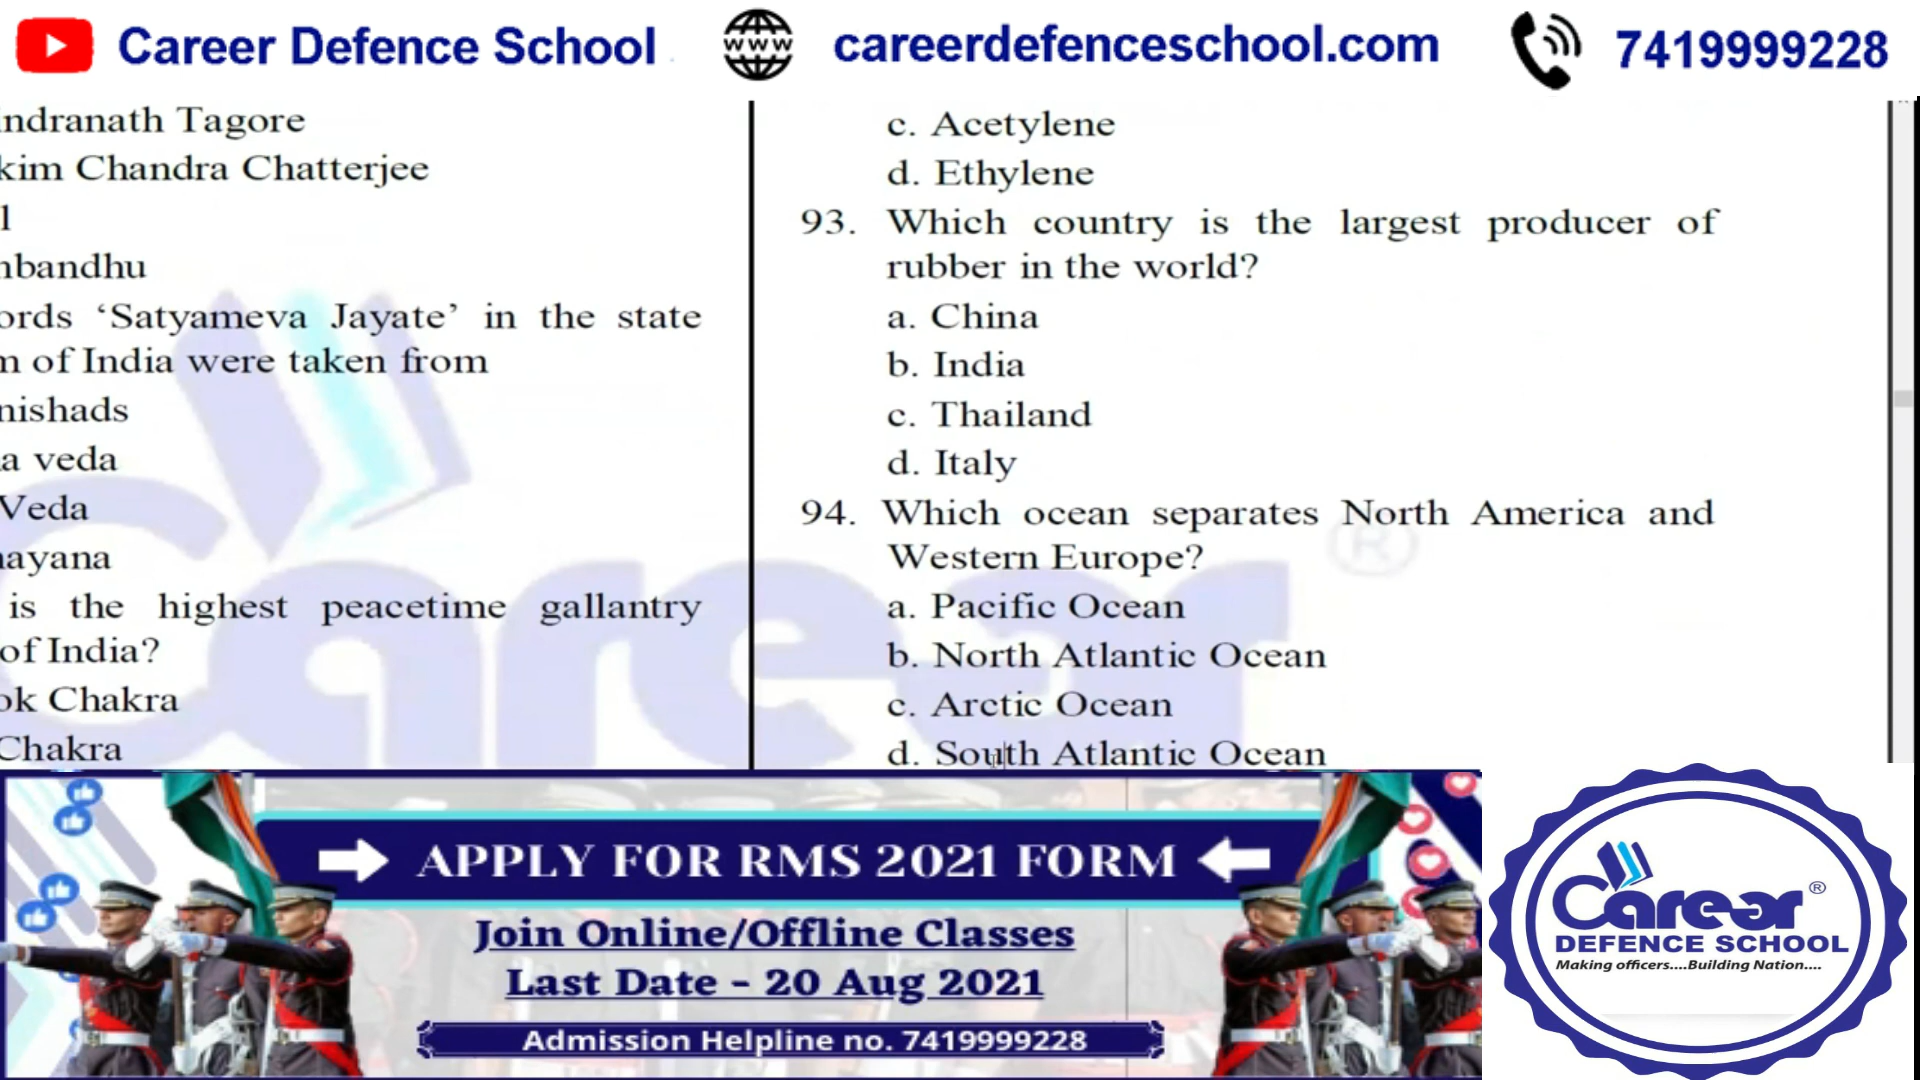 Career Defence School
www
careerdefenceschool.com
7419999228
indranath Tagore
kim Chandra Chatterjee
l
nbandhu
ords ‘Satyameva Jayate’ in the state
m of India were taken from
nishads
a veda
Veda
nayana
is the highest peacetime gallantry
of India?
ok Chakra
Chakra
c. Acetylene
d. Ethylene
93. Which country is the largest producer of
rubber in the world?
a. China
b. India
c. Thailand
d. Italy
94. Which ocean separates North America and
Western Europe?
a. Pacific Ocean
b. North Atlantic Ocean
c. Arctic Ocean
d. South Atlantic Ocean
Career ®
APPLY FOR RMS 2021 FORM
Join Online/Offline Classes
Last Date - 20 Aug 2021
Admission Helpline no. 7419999228
Career ®
DEFENCE SCHOOL
Making officers....Building Nation....